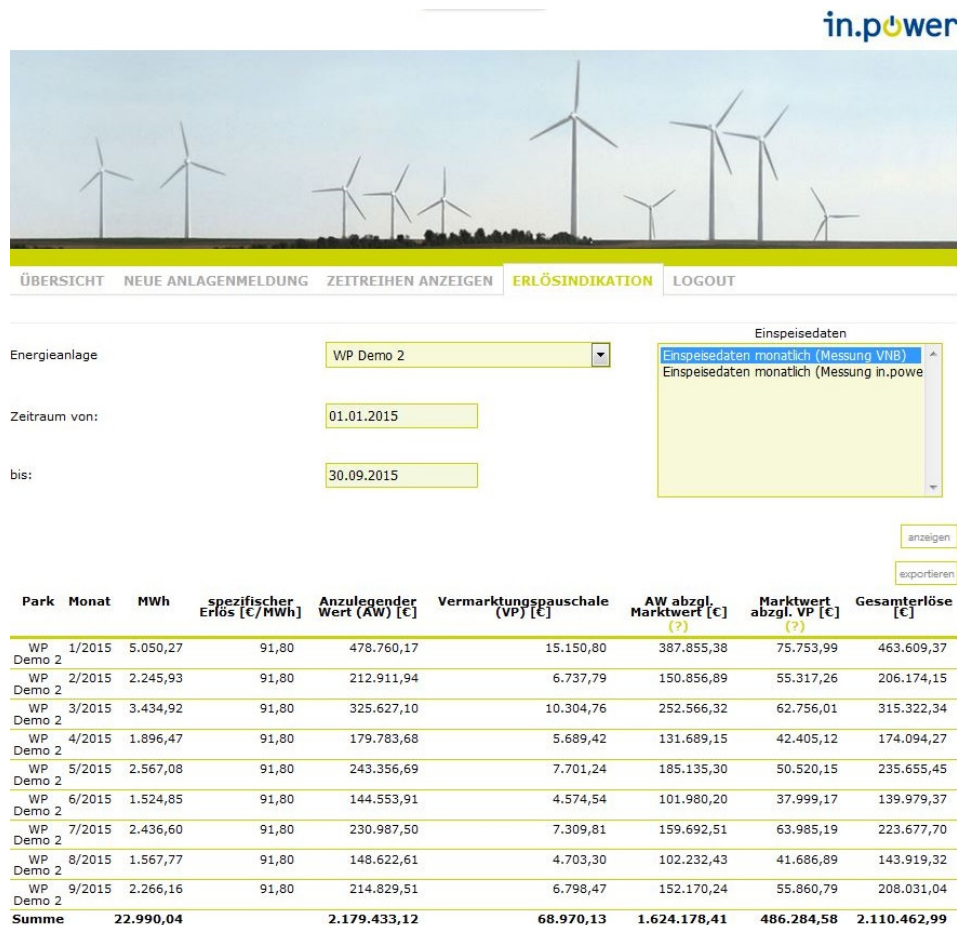 in.power
ÜBERSICHT NEUE ANLAGENMELDUNG ZEITREIHEN ANZEIGEN ERLÖSINDIKATION LOGOUT
Einspeisedaten
Energieanlage WP Demo 2 Einspeisedaten monatlich (Messung VNB)
Einspeisedaten monatlich (Messung in.powe
Zeitraum von: 01.01.2015
bis: 30.09.2015
anzeigen
exportieren
Park Monat MWh spezifischer Erlös [€/MWh] Anzulegender Wert (AW) [€] Vermarktungspauschale (VP) [€] AW abzgl. Marktwert [€] (?) Marktwert abzgl. VP [€] (?) Gesamterlöse [€]
WP Demo 2 1/2015 5.050,27 91,80 478.760,17 15.150,80 387.855,38 75.753,99 463.609,37
WP Demo 2 2/2015 2.245,93 91,80 212.911,94 6.737,79 150.856,89 55.317,26 206.174,15
WP Demo 2 3/2015 3.434,92 91,80 325.627,10 10.304,76 252.566,32 62.756,01 315.322,34
WP Demo 2 4/2015 1.896,47 91,80 179.783,68 5.689,42 131.689,15 42.405,12 174.094,27
WP Demo 2 5/2015 2.567,08 91,80 243.356,69 7.701,24 185.135,30 50.520,15 235.655,45
WP Demo 2 6/2015 1.524,85 91,80 144.553,91 4.574,54 101.980,20 37.999,17 139.979,37
WP Demo 2 7/2015 2.436,60 91,80 230.987,50 7.309,81 159.692,51 63.985,19 223.677,70
WP Demo 2 8/2015 1.567,77 91,80 148.622,61 4.703,30 102.232,43 41.686,89 143.919,32
WP Demo 2 9/2015 2.266,16 91,80 214.829,51 6.798,47 152.170,24 55.860,79 208.031,04
Summe 22.990,04 2.179.433,12 68.970,13 1.624.178,41 486.284,58 2.110.462,99